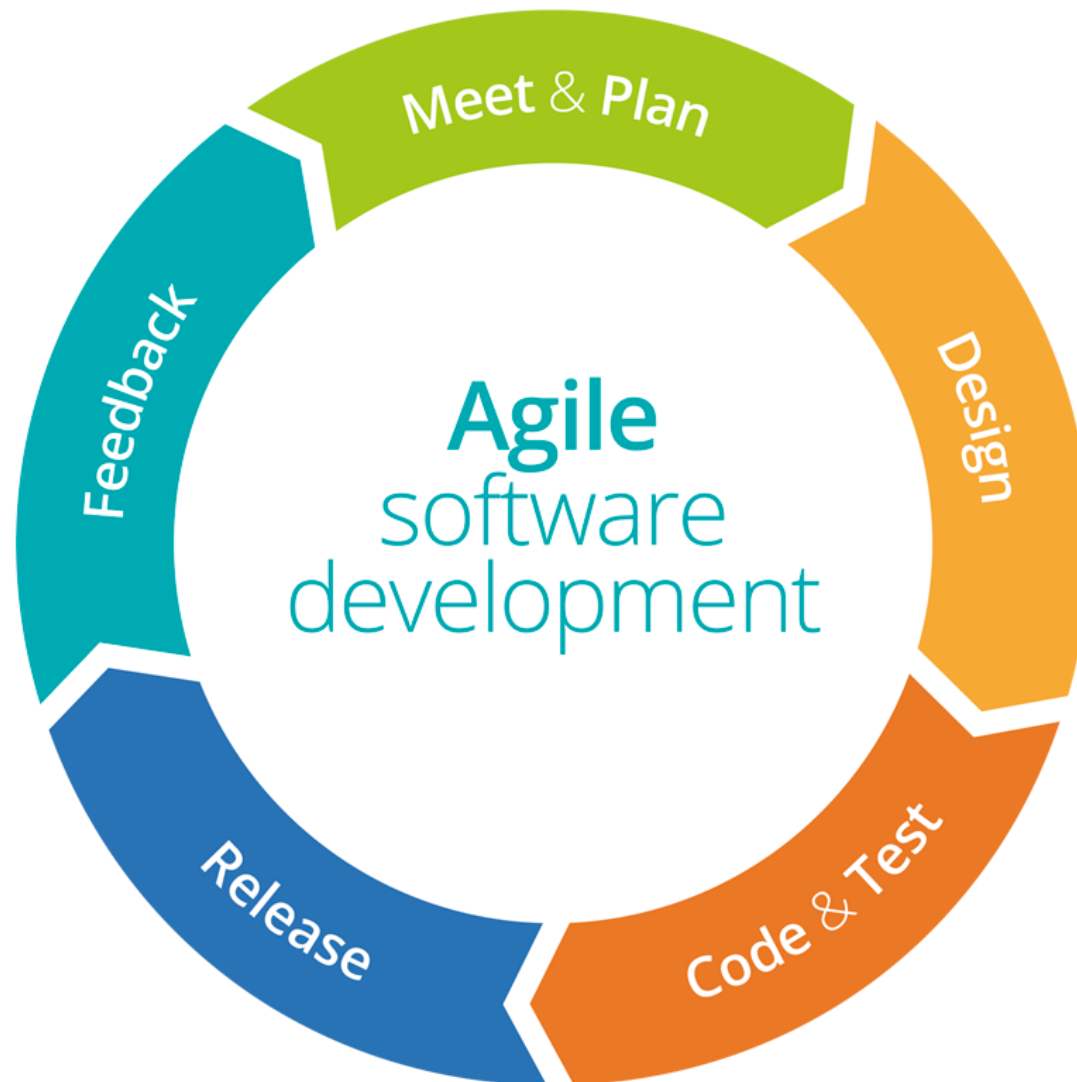 Meet & Plan
Design
Code & Test
Release
Feedback
Agile
software
development